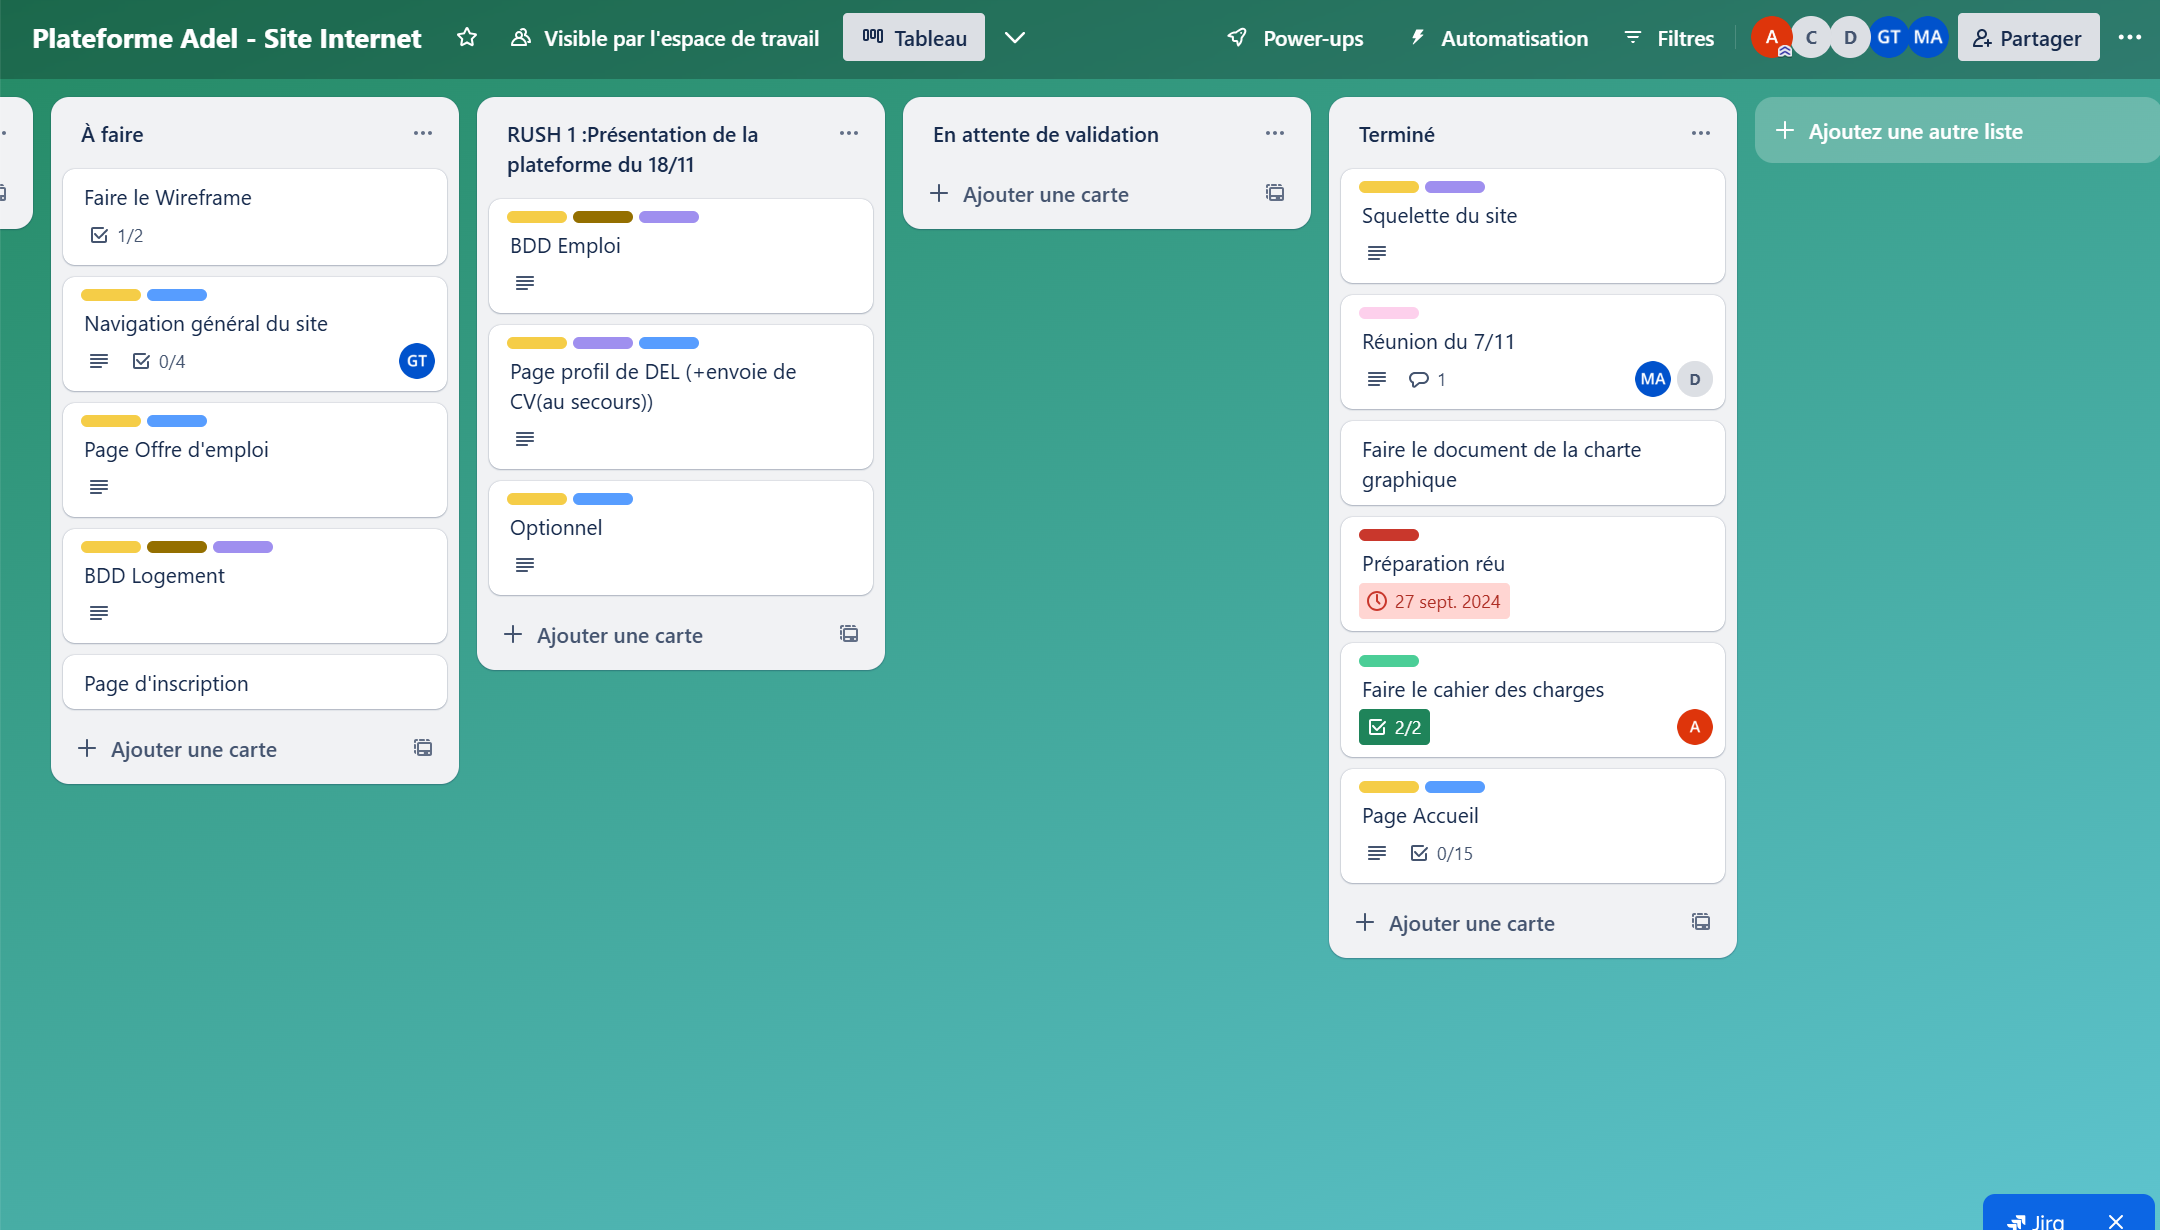 Plateforme Adel - Site Internet
Visible par l'espace de travail
Tableau
Power-ups
Automatisation
Filtres
A
C
D
GT
MA
Partager
À faire
Faire le Wireframe
1/2
Navigation général du site
0/4
GT
Page Offre d'emploi
BDD Logement
Page d'inscription
Ajouter une carte
RUSH 1 :Présentation de la
plateforme du 18/11
BDD Emploi
Page profil de DEL (+envoie de
CV(au secours))
Optionnel
Ajouter une carte
En attente de validation
Ajouter une carte
Terminé
Squelette du site
Réunion du 7/11
1
MA
D
Faire le document de la charte
graphique
Préparation réu
27 sept. 2024
Faire le cahier des charges
2/2
A
Page Accueil
0/15
Ajouter une carte
Ajoutez une autre liste
Jira